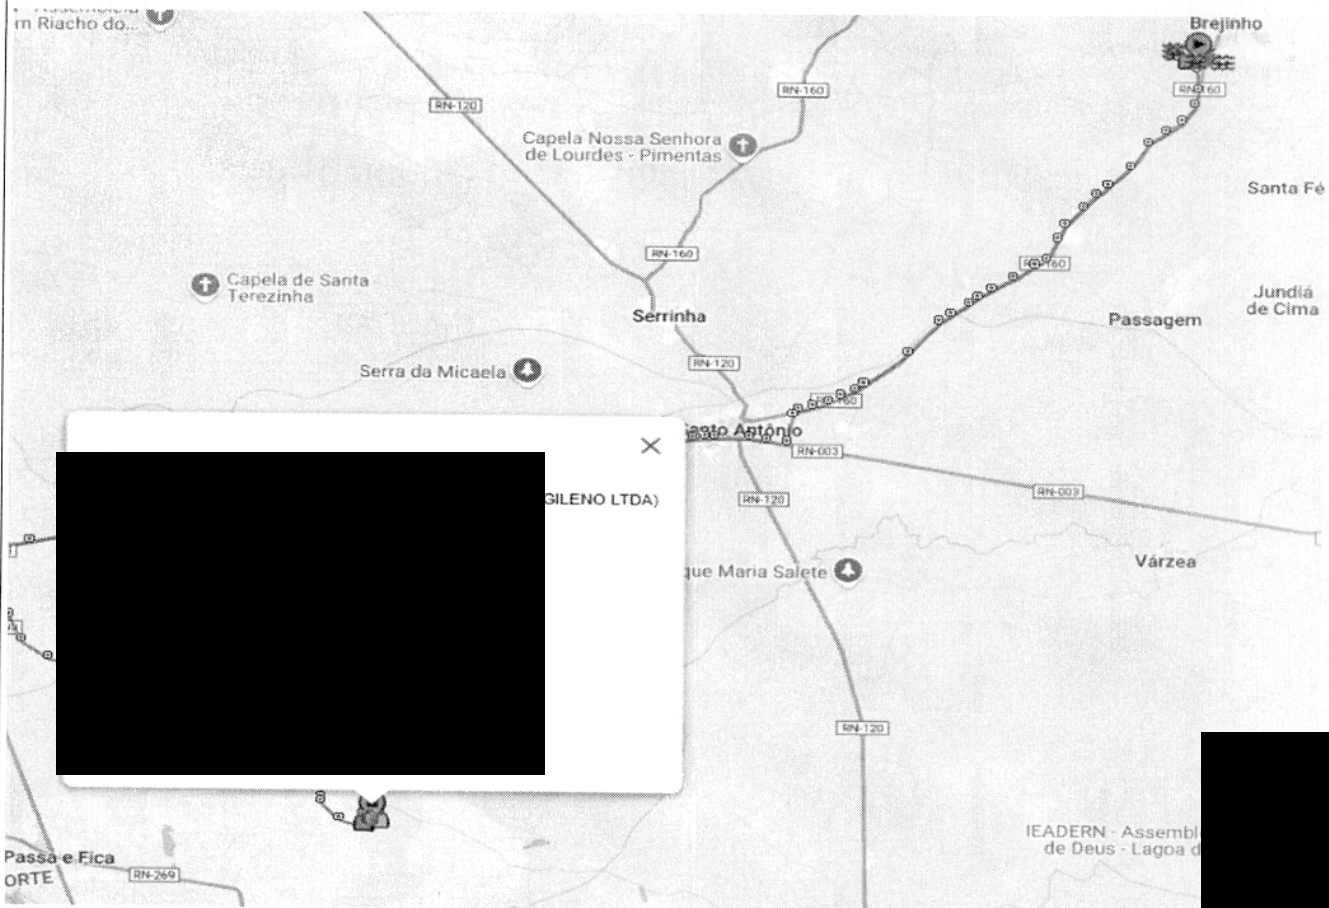 m Riacho do...
Brejinho
RN-120
RN-160
RN-160
Capela Nossa Senhora
de Lourdes - Pimentas
Santa Fé
RN-160
RN-160
Capela de Santa
Terezinha
Jundiá
de Cima
Serrinha
Passagem
RN-120
Serra da Micaela
RN-160
Santo Antônio
RN-003
GILENO LTDA)
RN-120
RN-003
que Maria Salete
Várzea
RN-120
IEADERN - Assembl
de Deus - Lagoa d
Passa e Fica
ORTE
RN-269